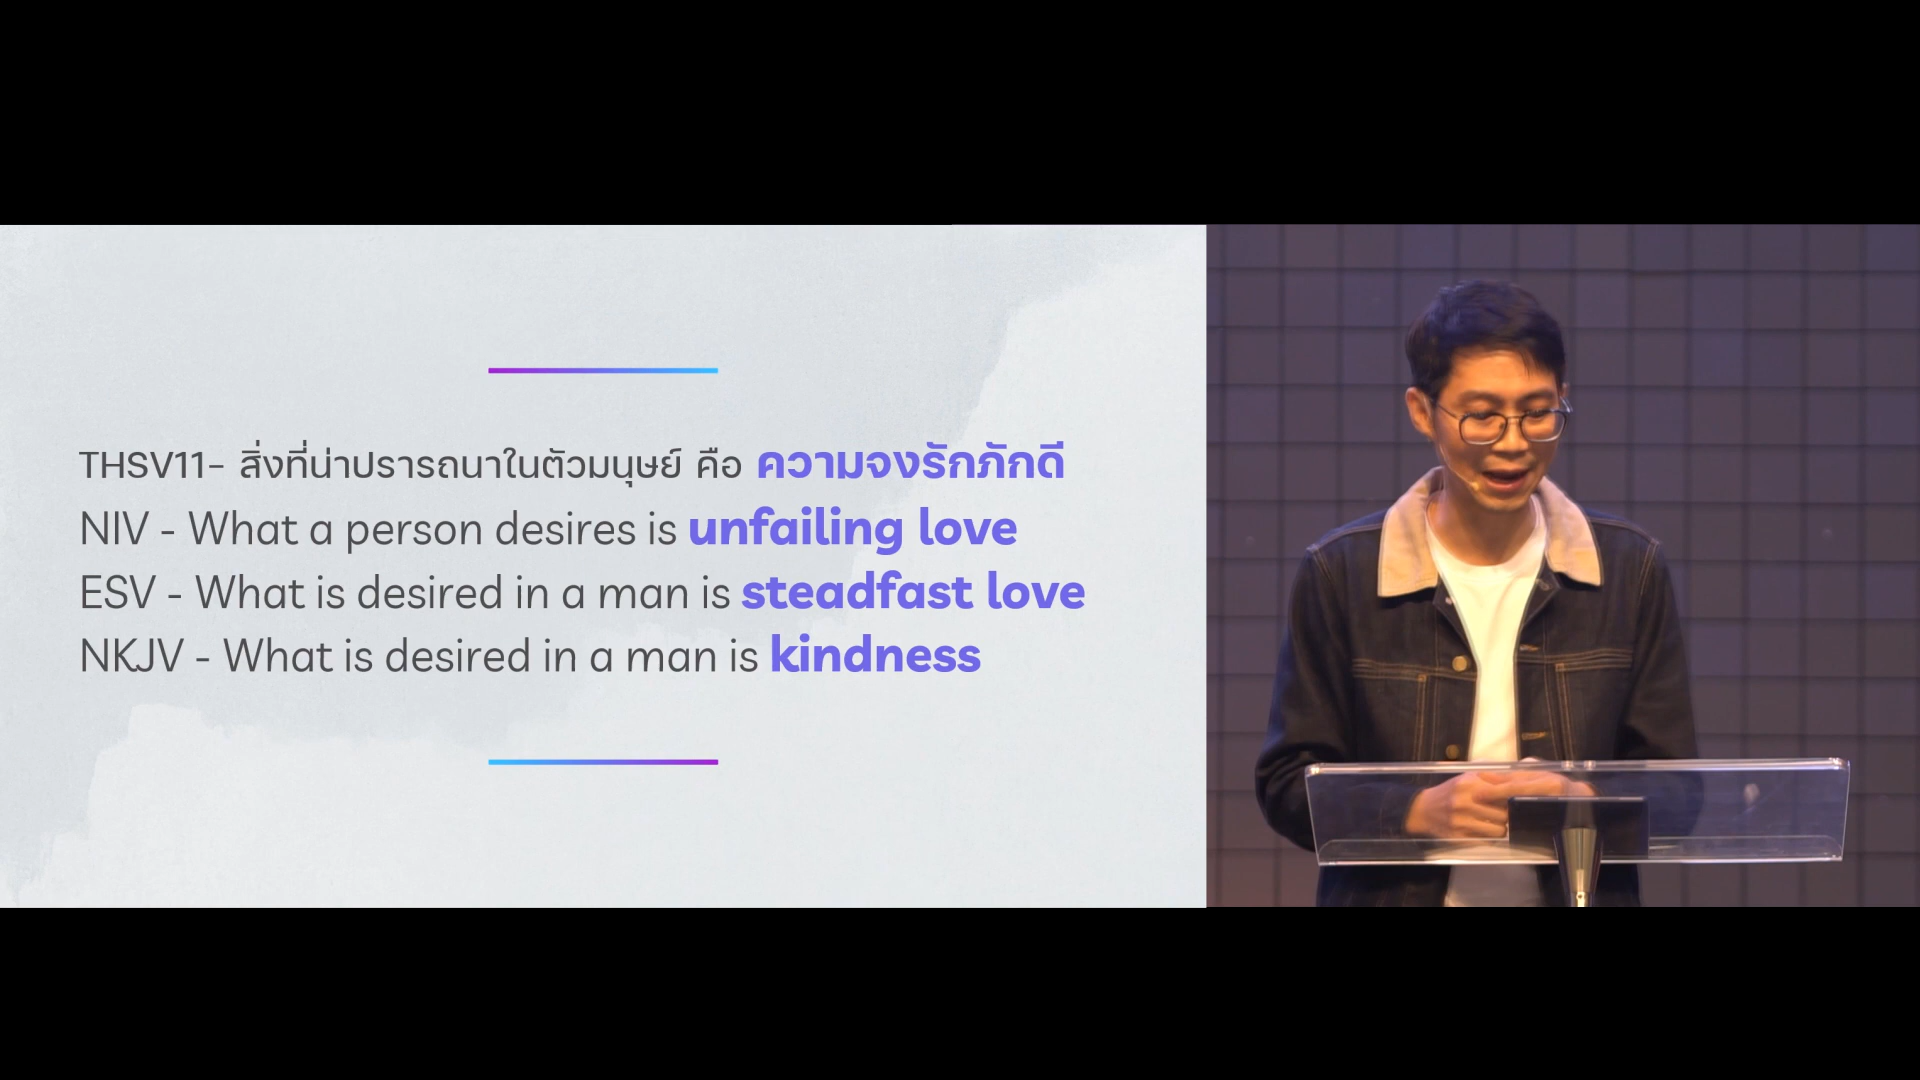 THSV11- สิ่งที่น่าปรารถนาในตัวมนุษย์ คือ ความจงรักภักดี
NIV - What a person desires is unfailing love
ESV - What is desired in a man is steadfast love
NKJV - What is desired in a man is kindness